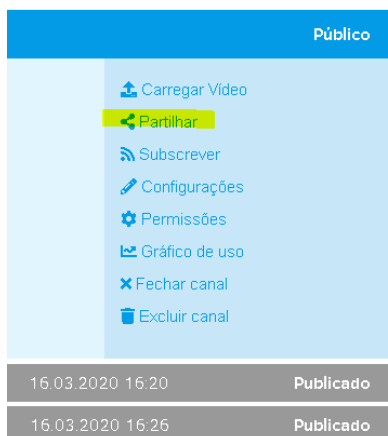 Público
Carregar Vídeo
Partilhar
Subscrever
Configurações
Permissões
Gráfico de uso
Fechar canal
Excluir canal
16.03.2020 16:20 Publicado
16.03.2020 16:26 Publicado